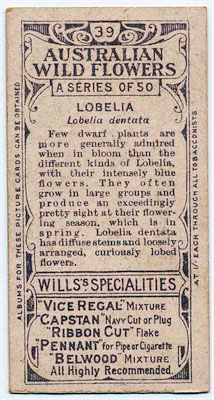 39
AUSTRALIAN
WILD FLOWERS
A SERIES OF 50
LOBELIA
Lobelia dentata
Few dwarf plants are
more generally admired
when in bloom than the
different kinds of Lobelia,
with their intensely blue
flowers. They often
grow in large groups and
produce an exceedingly
pretty sight at their flower-
ing season, which is in
spring. Lobelia dentata
has diffuse stems and loosely
arranged, curiously lobed
flowers.
WILLS'S SPECIALITIES
"VICE REGAL" MIXTURE
"CAPSTAN" NAVY CUT or PLUG
"RIBBON CUT" Flake
"PENNANT" for Pipe or Cigarette
"BELWOOD" MIXTURE
All Highly Recommended.
ALBUMS FOR THESE PICTURE CARDS CAN BE OBTAINED
AT 1/- EACH THROUGH ALL TOBACCONISTS